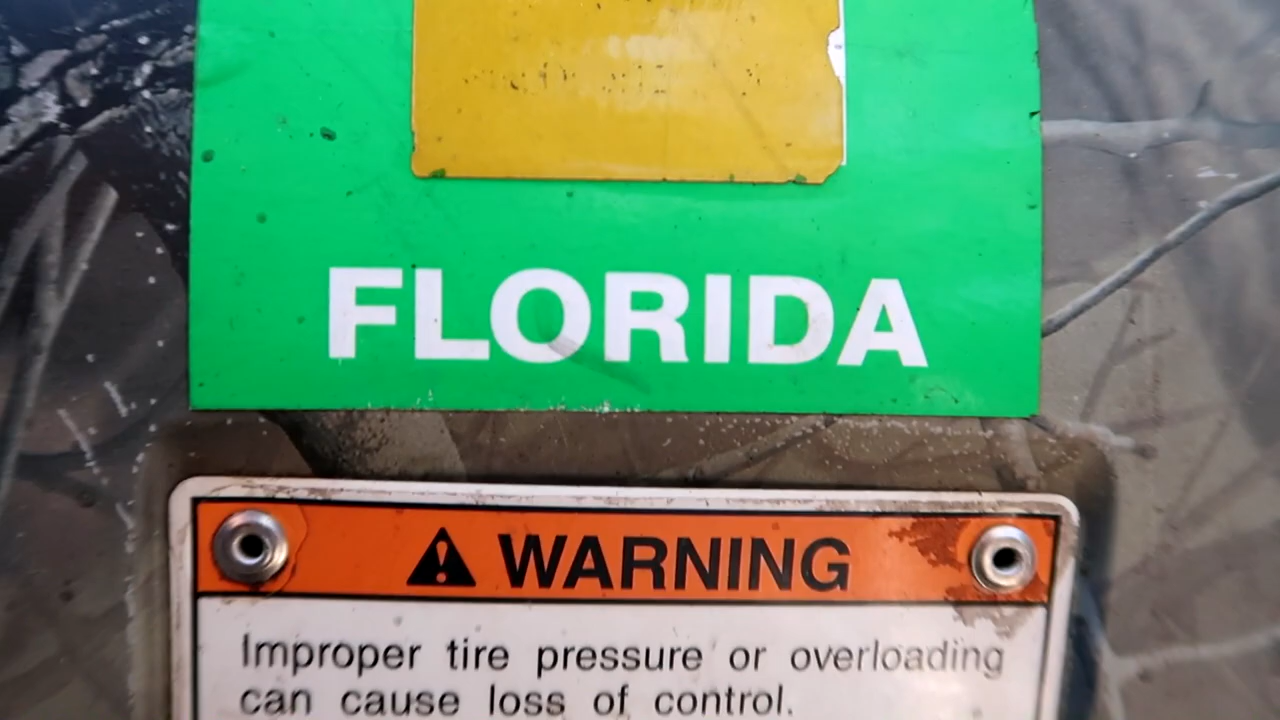 FLORIDA
WARNING
Improper tire pressure or overloading
can cause loss of control.